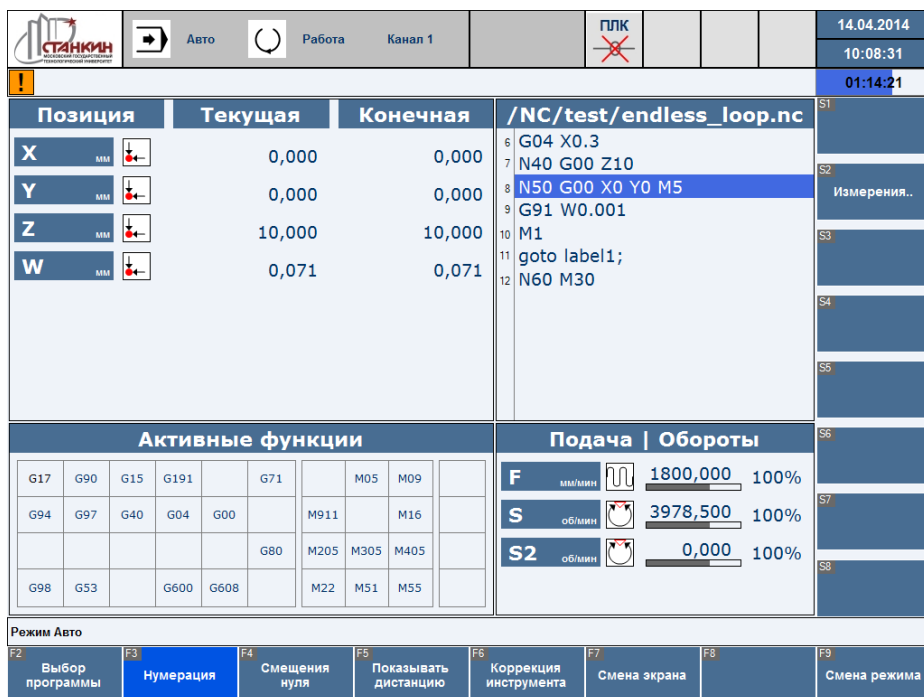 СТАНКИН
МОСКОВСКИЙ ГОСУДАРСТВЕННЫЙ
ТЕХНОЛОГИЧЕСКИЙ УНИВЕРСИТЕТ
Авто
Работа
Канал 1
ПЛК
14.04.2014
10:08:31
!
01:14:21
Позиция Текущая Конечная
X мм 0,000 0,000
Y мм 0,000 0,000
Z мм 10,000 10,000
W мм 0,071 0,071
/NC/test/endless_loop.nc
6 G04 X0.3
7 N40 G00 Z10
8 N50 G00 X0 Y0 M5
9 G91 W0.001
10 M1
11 goto label1;
12 N60 M30
S1
S2
Измерения..
S3
S4
S5
S6
S7
S8
Активные функции
G17 G90 G15 G191 G71 M05 M09
G94 G97 G40 G04 G00 M911 M16
G80 M205 M305 M405
G98 G53 G600 G608 M22 M51 M55
Подача | Обороты
F мм/мин 1800,000 100%
S об/мин 3978,500 100%
S2 об/мин 0,000 100%
Режим Авто
F2
Выбор
программы
F3
Нумерация
F4
Смещения
нуля
F5
Показывать
дистанцию
F6
Коррекция
инструмента
F7
Смена экрана
F8
F9
Смена режима